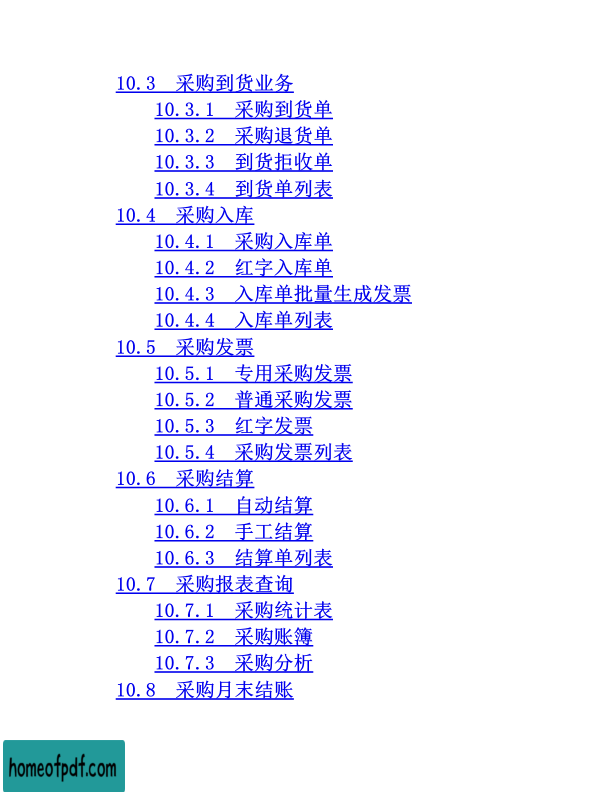 10.3 采购到货业务
10.3.1 采购到货单
10.3.2 采购退货单
10.3.3 到货拒收单
10.3.4 到货单列表
10.4 采购入库
10.4.1 采购入库单
10.4.2 红字入库单
10.4.3 入库单批量生成发票
10.4.4 入库单列表
10.5 采购发票
10.5.1 专用采购发票
10.5.2 普通采购发票
10.5.3 红字发票
10.5.4 采购发票列表
10.6 采购结算
10.6.1 自动结算
10.6.2 手工结算
10.6.3 结算单列表
10.7 采购报表查询
10.7.1 采购统计表
10.7.2 采购账簿
10.7.3 采购分析
10.8 采购月末结账
homeofpdf.com